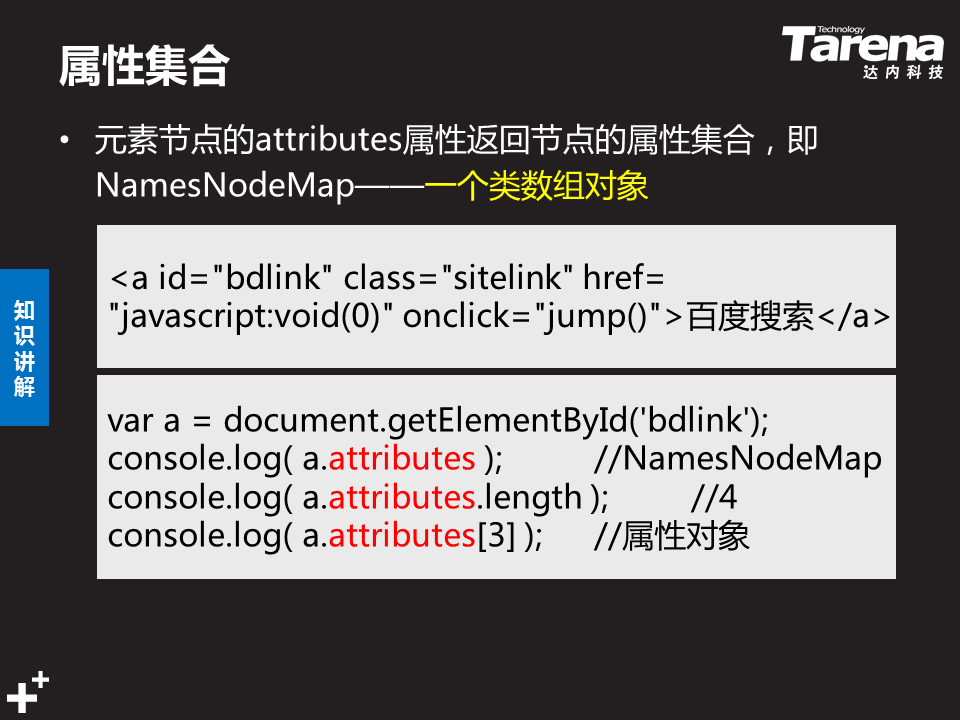 属性集合
Technology
Tarena
达内科技
• 元素节点的attributes属性返回节点的属性集合，即
NamesNodeMap——一个类数组对象
<a id="bdlink" class="sitelink" href=
"javascript:void(0)" onclick="jump()">百度搜索</a>
知
识
讲
解
var a = document.getElementById('bdlink');
console.log( a.attributes ); //NamesNodeMap
console.log( a.attributes.length ); //4
console.log( a.attributes[3] ); //属性对象